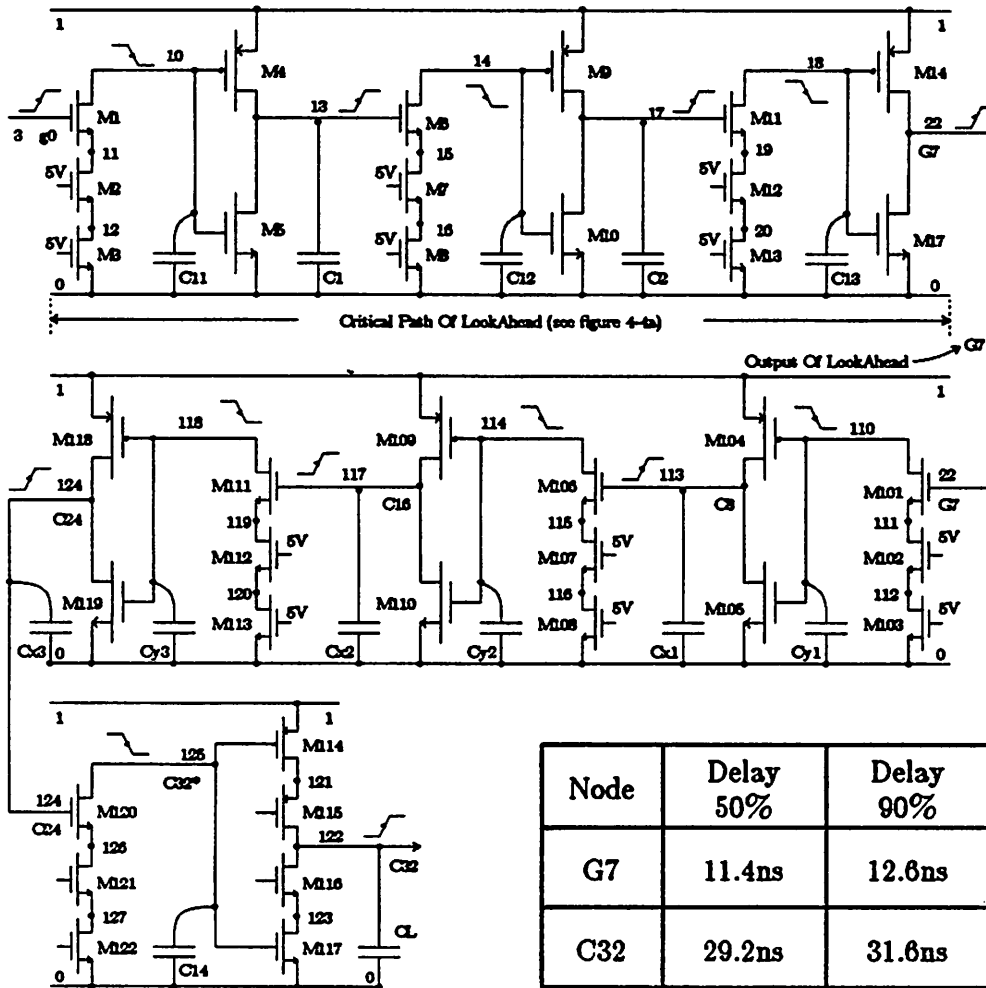 1 1
10 M4 14 M9 18 M14
3 g0 M1 13 M6 17 M11 22
G7
11 15 19
5V M2 5V M7 5V M12
12 M5 16 M10 20 M17
5V M3 5V M8 5V M13
C11 C1 C12 C2 C13
0 0
Critical Path Of LookAhead (see figure 4-4a)
Output Of LookAhead G7
1 1
M118 118 M109 114 M104 110
124 M111 117 M106 113 M101 22
C24 C16 C8 G7
119 115 111
5V M112 5V M107 5V M102
120 116 112
M119 5V M113 M110 5V M108 M105 5V M103
Cx3 0 Cy3 Cx2 Cy2 Cx1 Cy1 0
1 1
125 M114
C32* 121
124 M120 M115
C24 122 C32
126
M121 M116
127 123
M122 M117 CL
0 C14 0
Node Delay 50% Delay 90%
G7 11.4ns 12.6ns
C32 29.2ns 31.6ns